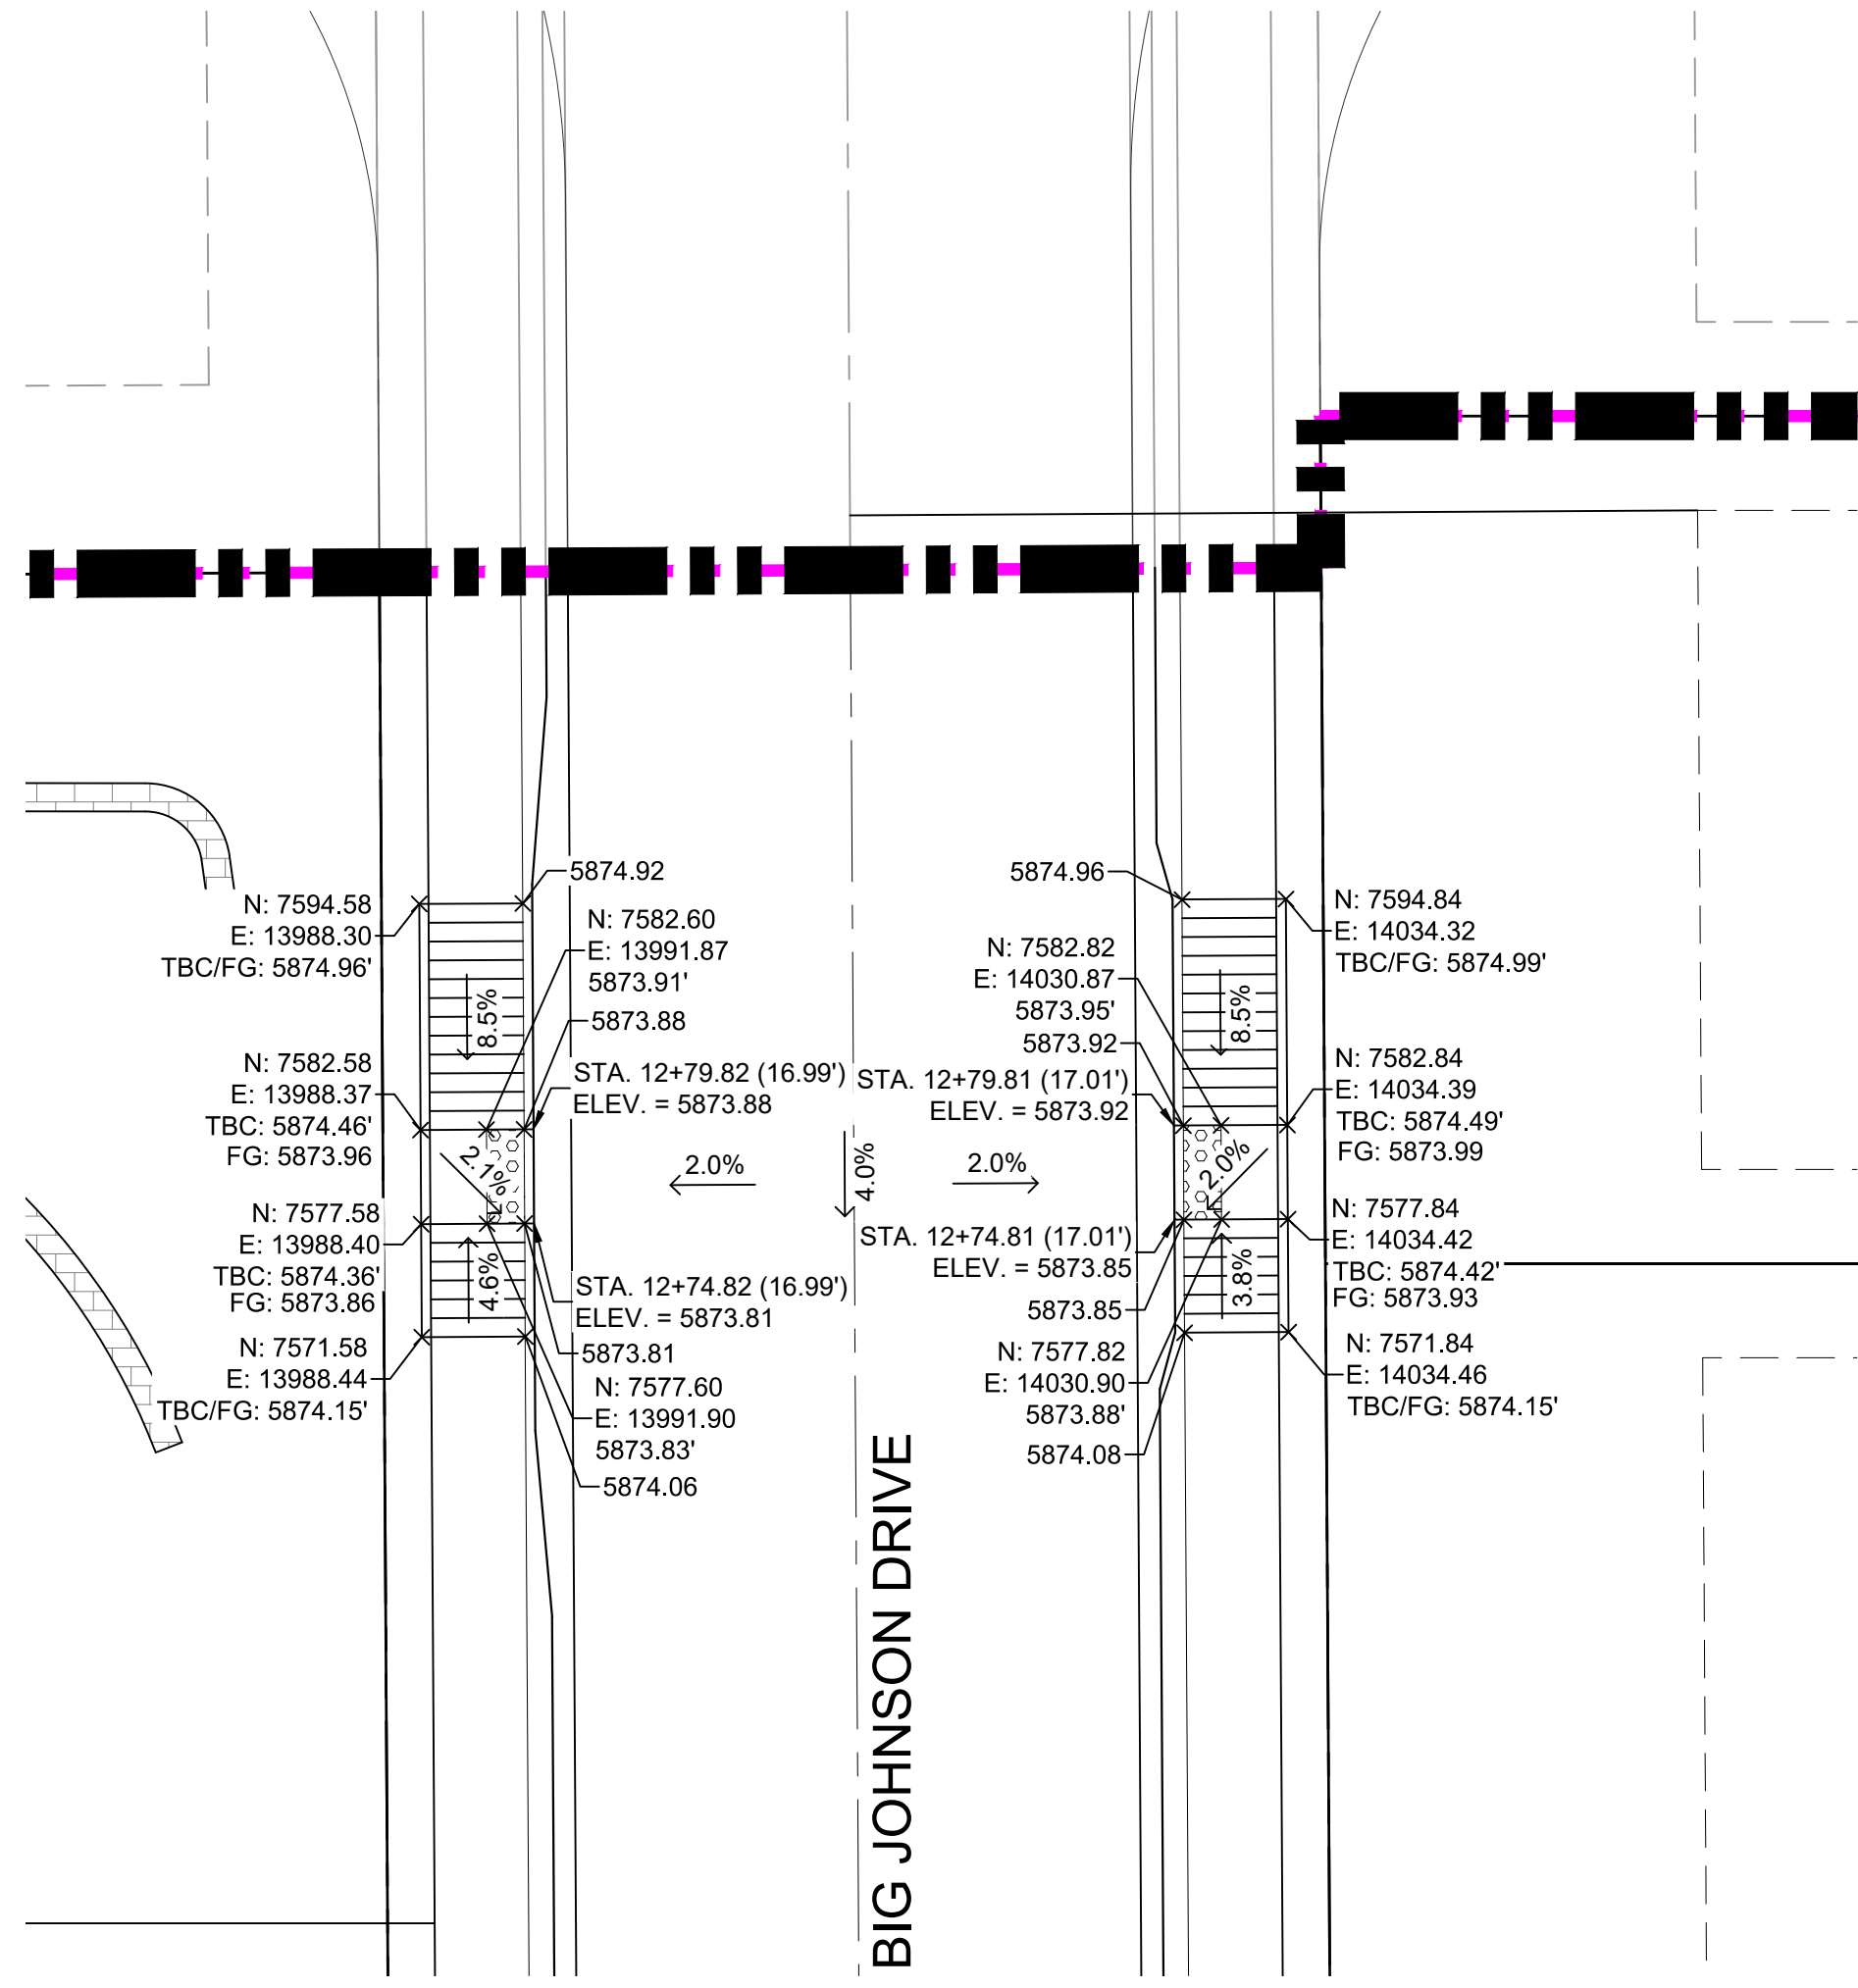 5874.92
N: 7594.58
E: 13988.30
TBC/FG: 5874.96'
N: 7582.60
E: 13991.87
5873.91'
5873.88
8.5%
N: 7582.58
E: 13988.37
TBC: 5874.46'
FG: 5873.96
STA. 12+79.82 (16.99')
ELEV. = 5873.88
2.1%
N: 7577.58
E: 13988.40
TBC: 5874.36'
FG: 5873.86
4.6%
STA. 12+74.82 (16.99')
ELEV. = 5873.81
5873.81
N: 7571.58
E: 13988.44
TBC/FG: 5874.15'
N: 7577.60
E: 13991.90
5873.83'
5874.06
2.0%
4.0%
2.0%
BIG JOHNSON DRIVE
5874.96
N: 7594.84
E: 14034.32
TBC/FG: 5874.99'
N: 7582.82
E: 14030.87
5873.95'
5873.92
8.5%
N: 7582.84
E: 14034.39
TBC: 5874.49'
FG: 5873.99
STA. 12+79.81 (17.01')
ELEV. = 5873.92
2.0%
N: 7577.84
E: 14034.42
TBC: 5874.42'
FG: 5873.93
STA. 12+74.81 (17.01')
ELEV. = 5873.85
3.8%
5873.85
N: 7577.82
E: 14030.90
5873.88'
5874.08
N: 7571.84
E: 14034.46
TBC/FG: 5874.15'